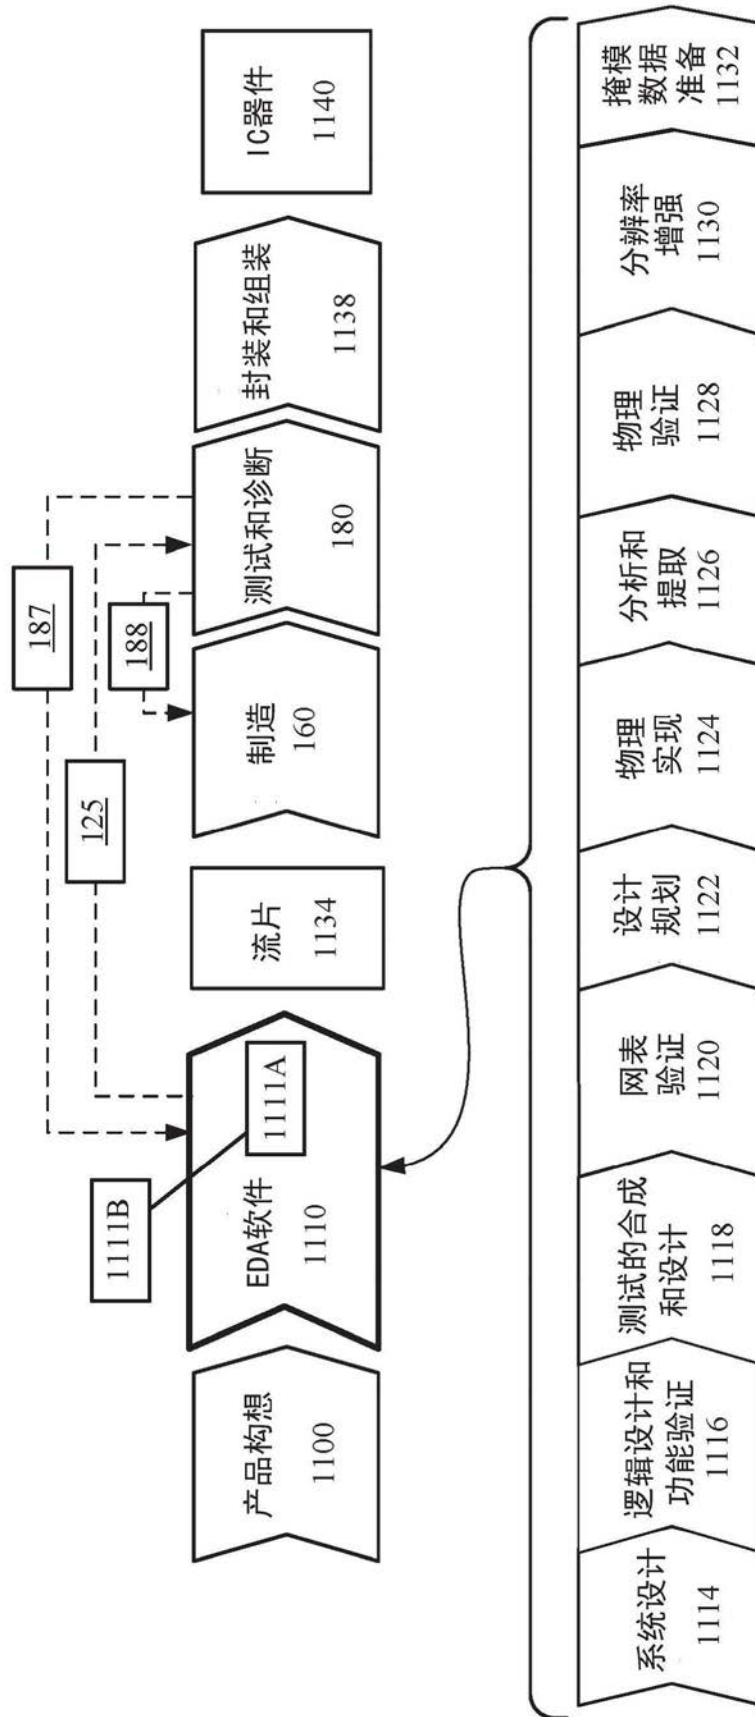 187
125
188
1111B
产品构想
1100
EDA软件
1110
1111A
流片
1134
制造
160
测试和诊断
180
封装和组装
1138
IC器件
1140
系统设计
1114
逻辑设计和
功能验证
1116
测试的合成
和设计
1118
网表
验证
1120
设计
规划
1122
物理
实现
1124
分析和
提取
1126
物理
验证
1128
分辨率
增强
1130
掩模
数据
准备
1132